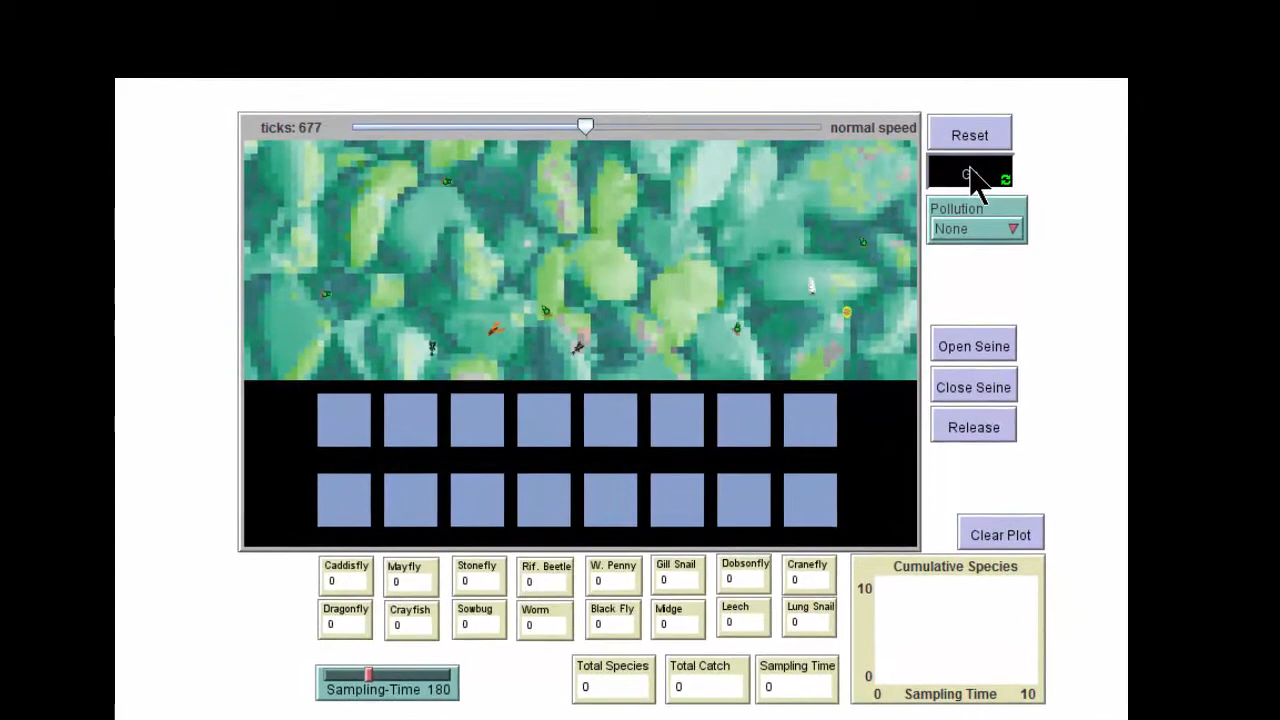 ticks: 677 normal speed
Reset
G
Pollution
None
Open Seine
Close Seine
Release
Clear Plot
Caddisfly Mayfly Stonefly Rif. Beetle W. Penny Gill Snail Dobsonfly Cranefly
0 0 0 0 0 0 0 0
Dragonfly Crayfish Sowbug Worm Black Fly Midge Leech Lung Snail
0 0 0 0 0 0 0 0
Cumulative Species
10
0
0 Sampling Time 10
Total Species Total Catch Sampling Time
0 0 0
Sampling-Time 180